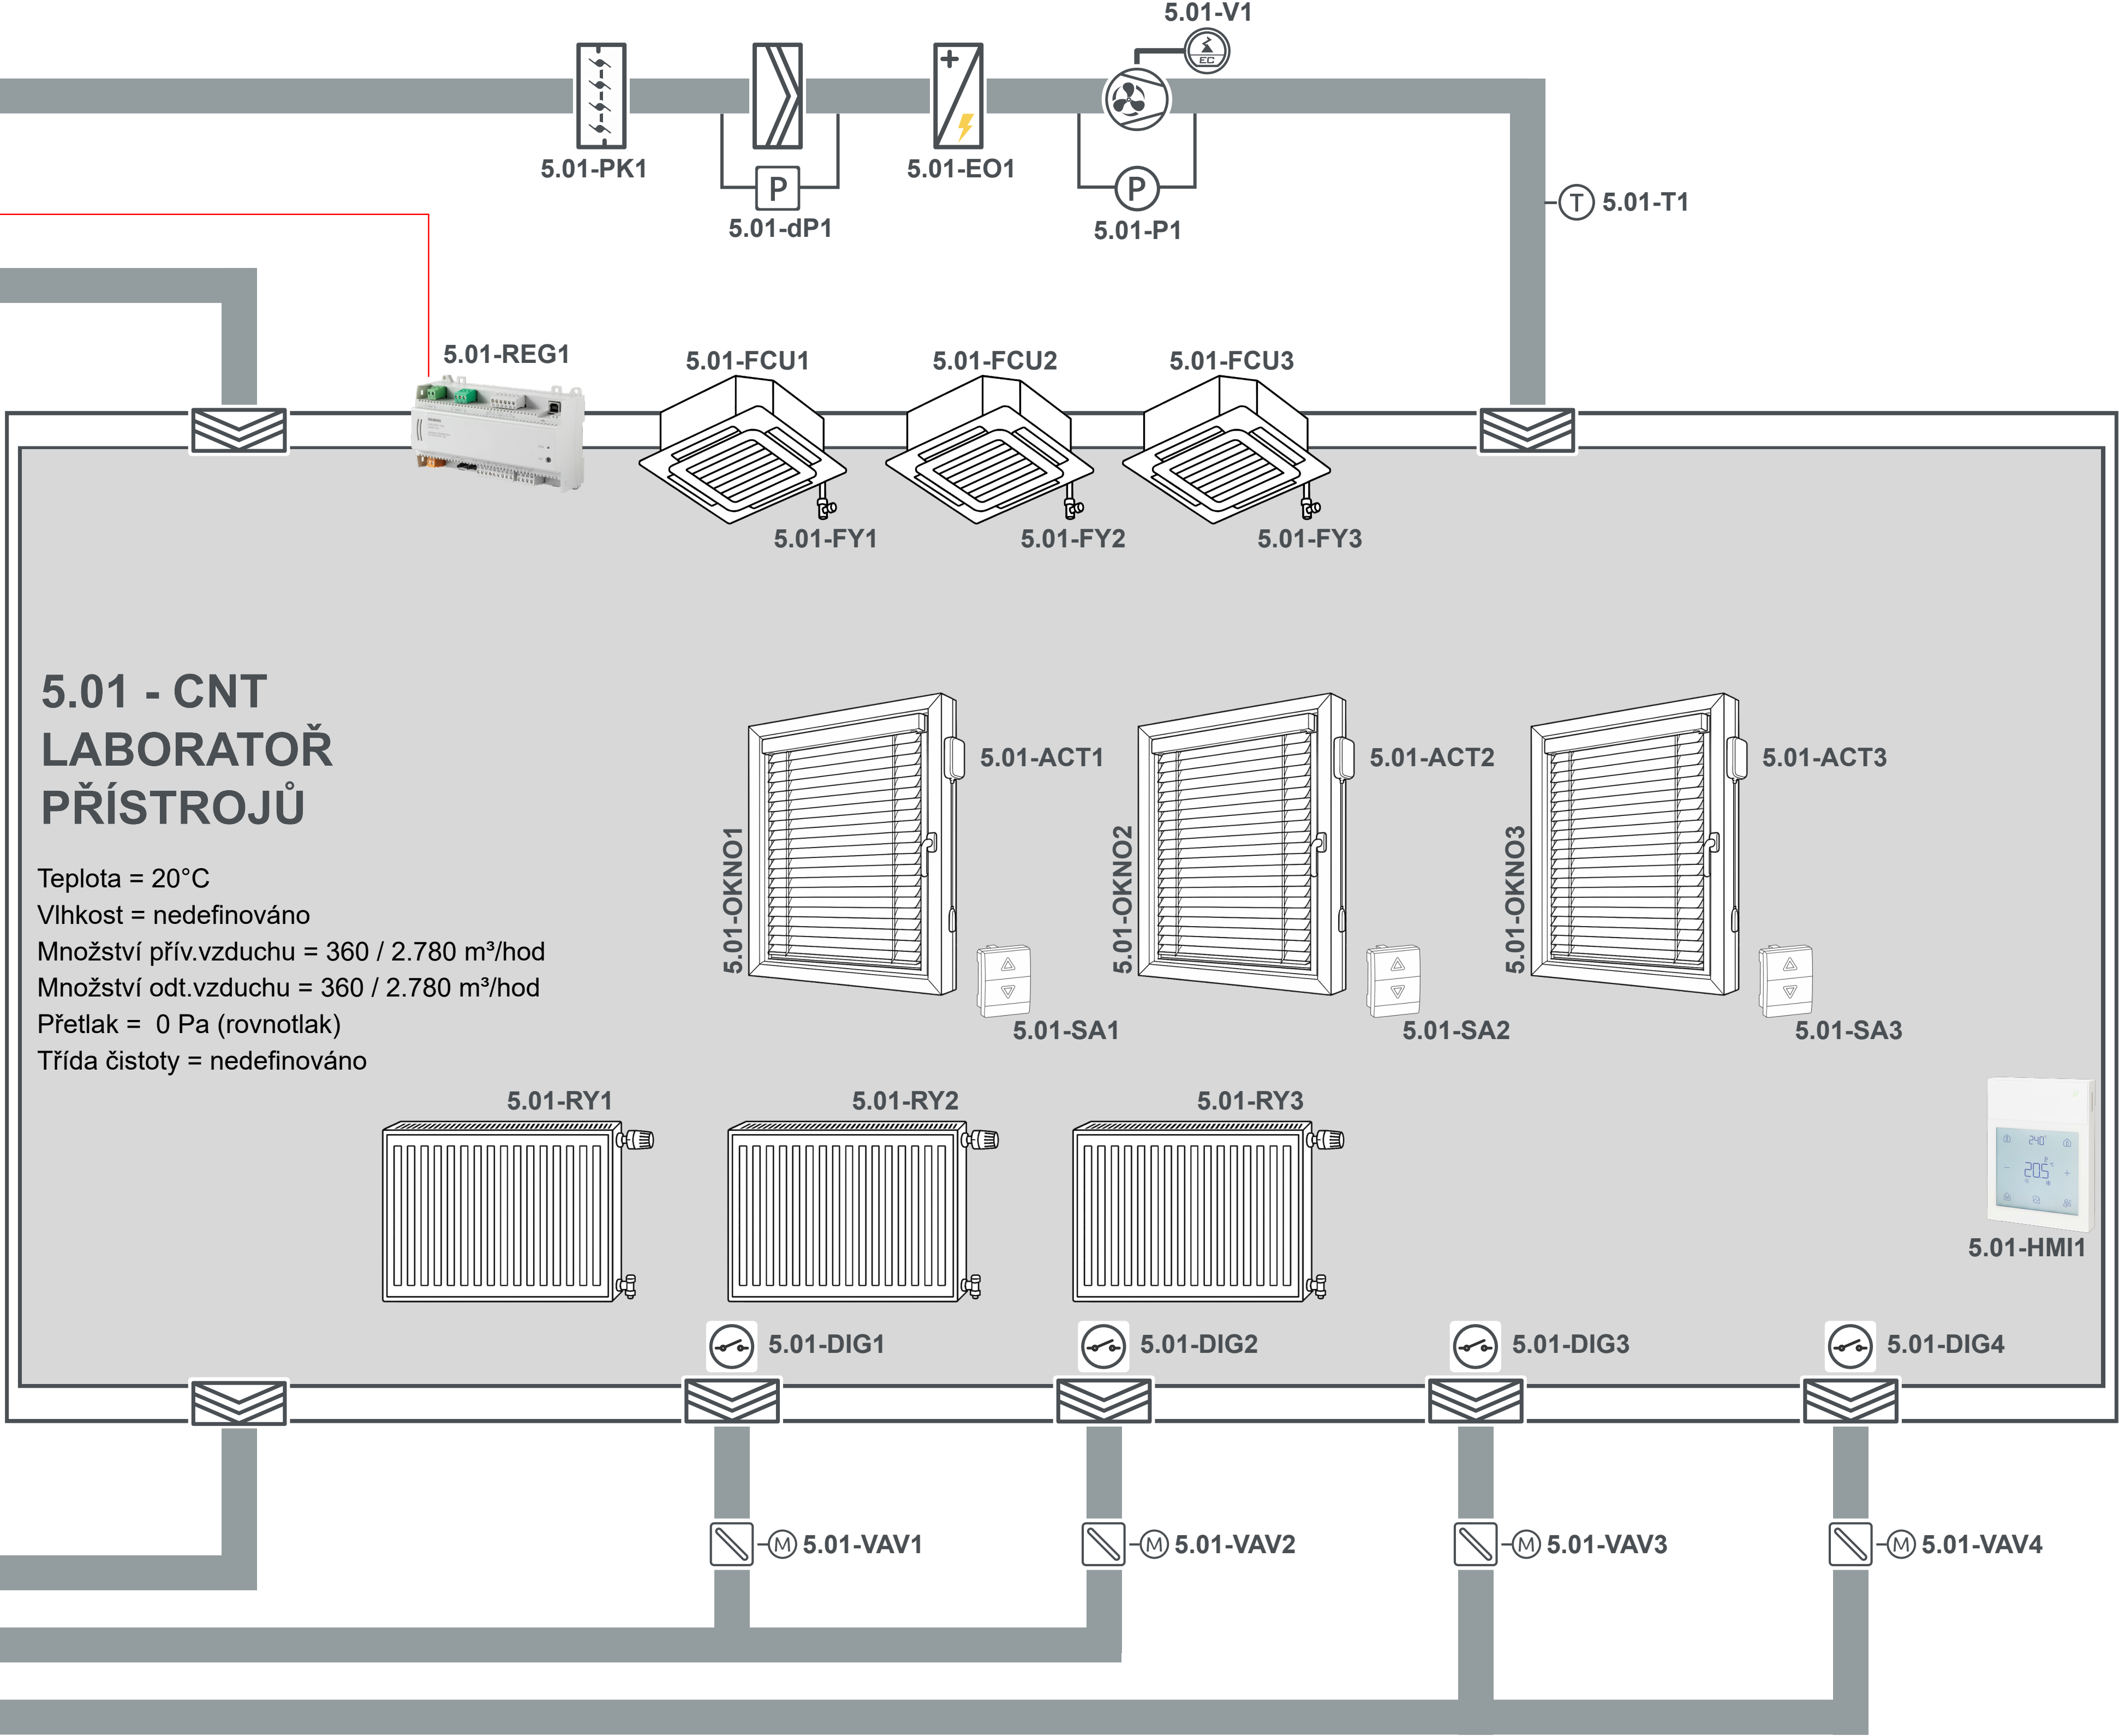 5.01-V1
EC
5.01-PK1
5.01-EO1
P
P
5.01-dP1
5.01-P1
T
5.01-T1
5.01-REG1
5.01-FCU1
5.01-FCU2
5.01-FCU3
5.01-FY1
5.01-FY2
5.01-FY3
5.01 - CNT
LABORATOŘ
PŘÍSTROJŮ
Teplota = 20°C
Vlhkost = nedefinováno
Množství přív.vzduchu = 360 / 2.780 m³/hod
Množství odt.vzduchu = 360 / 2.780 m³/hod
Přetlak = 0 Pa (rovnotlak)
Třída čistoty = nedefinováno
5.01-OKNO1
5.01-ACT1
5.01-SA1
5.01-OKNO2
5.01-ACT2
5.01-SA2
5.01-OKNO3
5.01-ACT3
5.01-SA3
5.01-RY1
5.01-RY2
5.01-RY3
240
205
5.01-HMI1
5.01-DIG1
5.01-DIG2
5.01-DIG3
5.01-DIG4
M 5.01-VAV1
M 5.01-VAV2
M 5.01-VAV3
M 5.01-VAV4